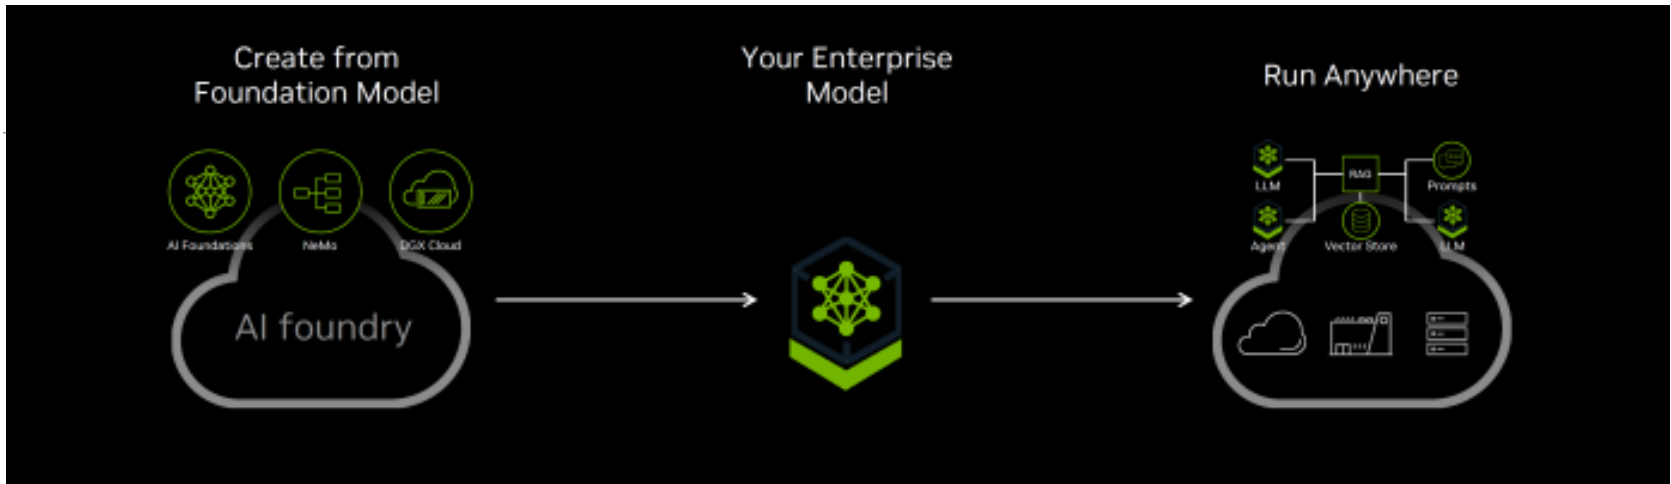 Create from
Foundation Model
AI Foundations
NeMo
DGX Cloud
AI foundry
Your Enterprise
Model
Run Anywhere
LLM
RAG
Prompts
Agent
Vector Store
LLM